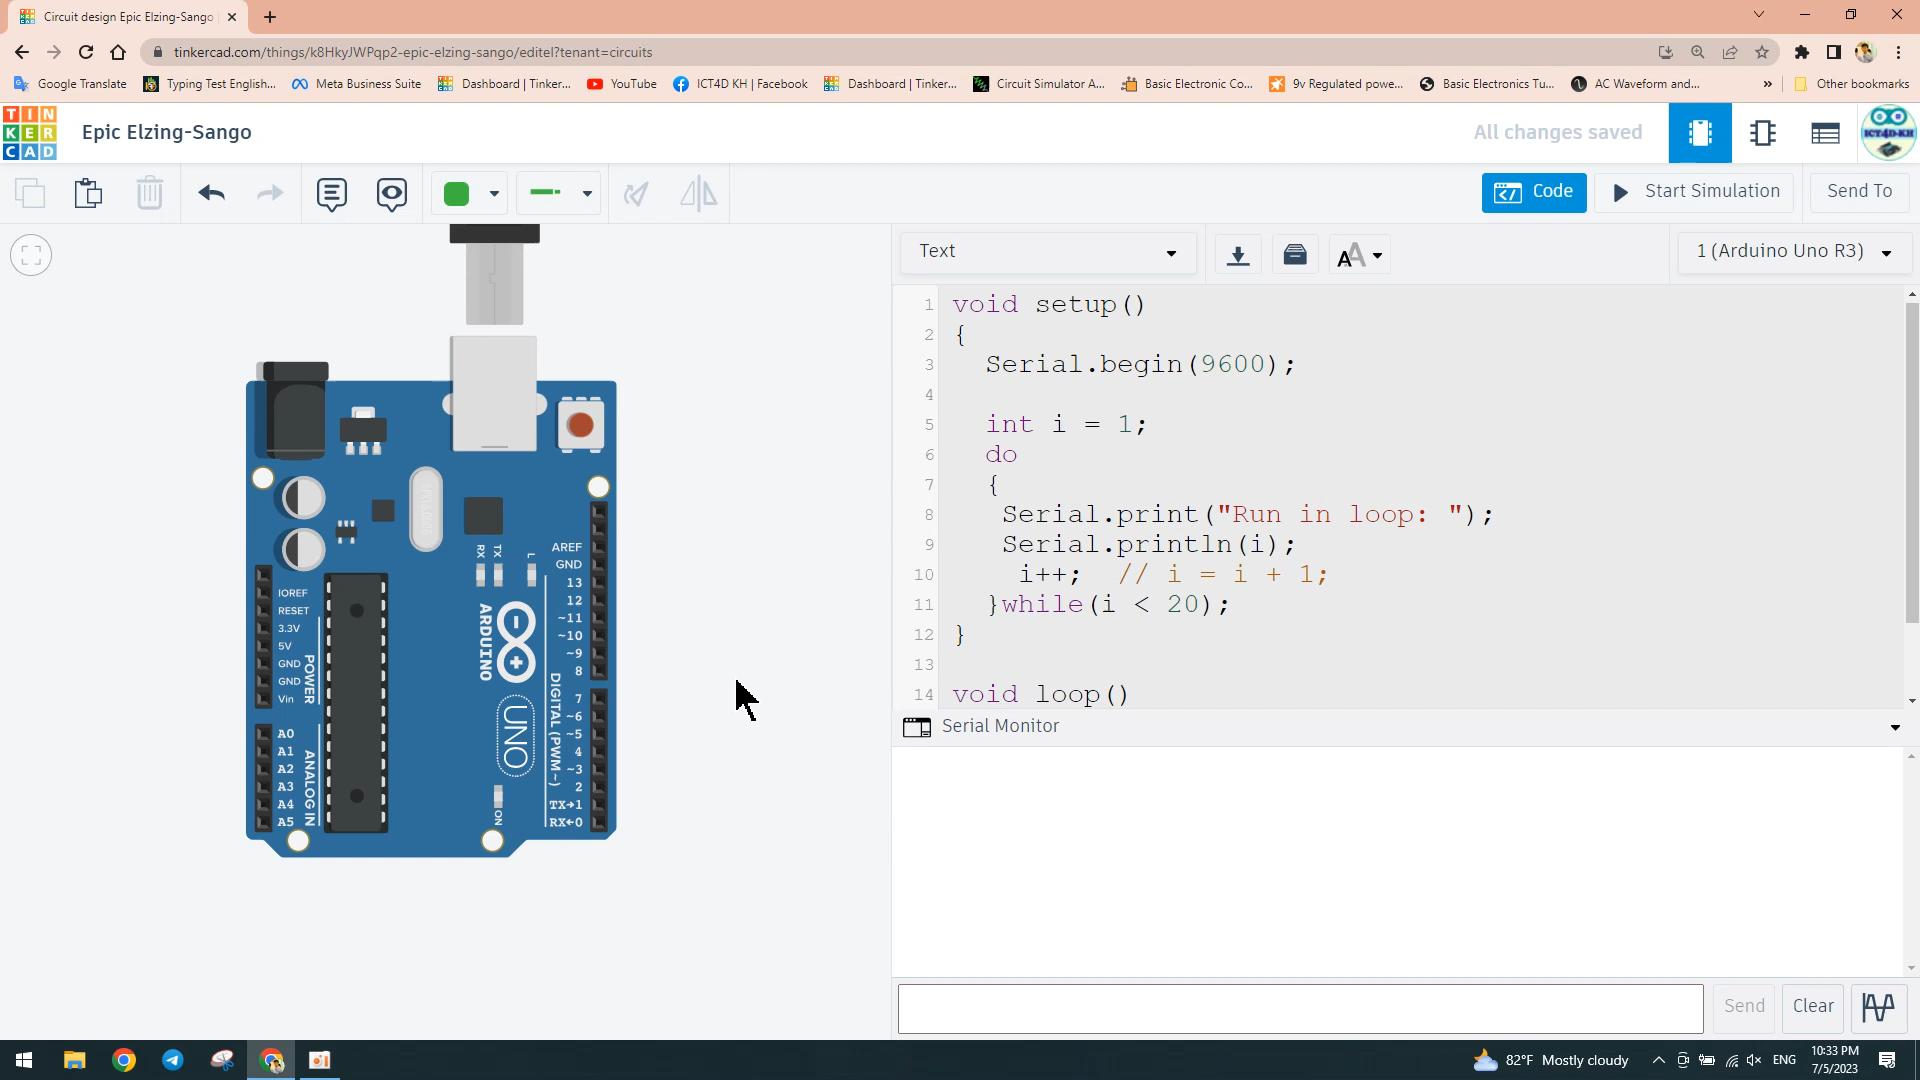 Circuit design Epic Elzing-Sango
tinkercad.com/things/k8HkyJWPqp2-epic-elzing-sango/editel?tenant=circuits
Google Translate
Typing Test English...
Meta Business Suite
Dashboard | Tinker...
YouTube
ICT4D KH | Facebook
Dashboard | Tinker...
Circuit Simulator A...
Basic Electronic Co...
9v Regulated powe...
Basic Electronics Tu...
AC Waveform and...
»
Other bookmarks
TIN
KER
CAD
Epic Elzing-Sango
All changes saved
ICT4D-KH
Code
Start Simulation
Send To
Text
1 (Arduino Uno R3)
1 void setup()
2 {
3 Serial.begin(9600);
4
5 int i = 1;
6 do
7 {
8 Serial.print("Run in loop: ");
9 Serial.println(i);
10 i++; // i = i + 1;
11 }while(i < 20);
12 }
13
14 void loop()
Serial Monitor
Send
Clear
RX
TX
L
AREF
GND
13
12
~11
~10
~9
8
7
~6
~5
4
~3
2
TX→1
RX←0
DIGITAL (PWM~)
ARDUINO
UNO
ON
IOREF
RESET
3.3V
5V
GND
GND
Vin
POWER
A0
A1
A2
A3
A4
A5
ANALOG IN
82°F Mostly cloudy
ENG
10:33 PM
7/5/2023